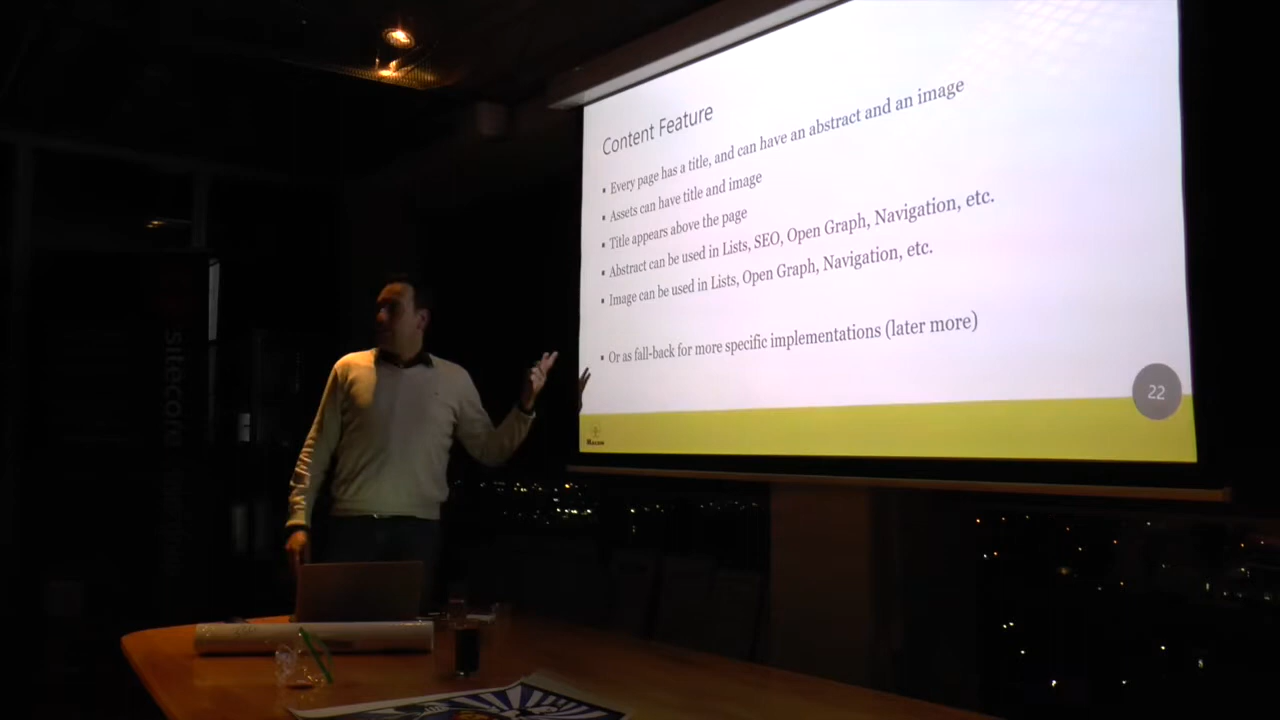 Content Feature
▪ Every page has a title, and can have an abstract and an image
▪ Assets can have title and image
▪ Title appears above the page
▪ Abstract can be used in Lists, SEO, Open Graph, Navigation, etc.
▪ Image can be used in Lists, Open Graph, Navigation, etc.
▪ Or as fall-back for more specific implementations (later more)
22
sitecore